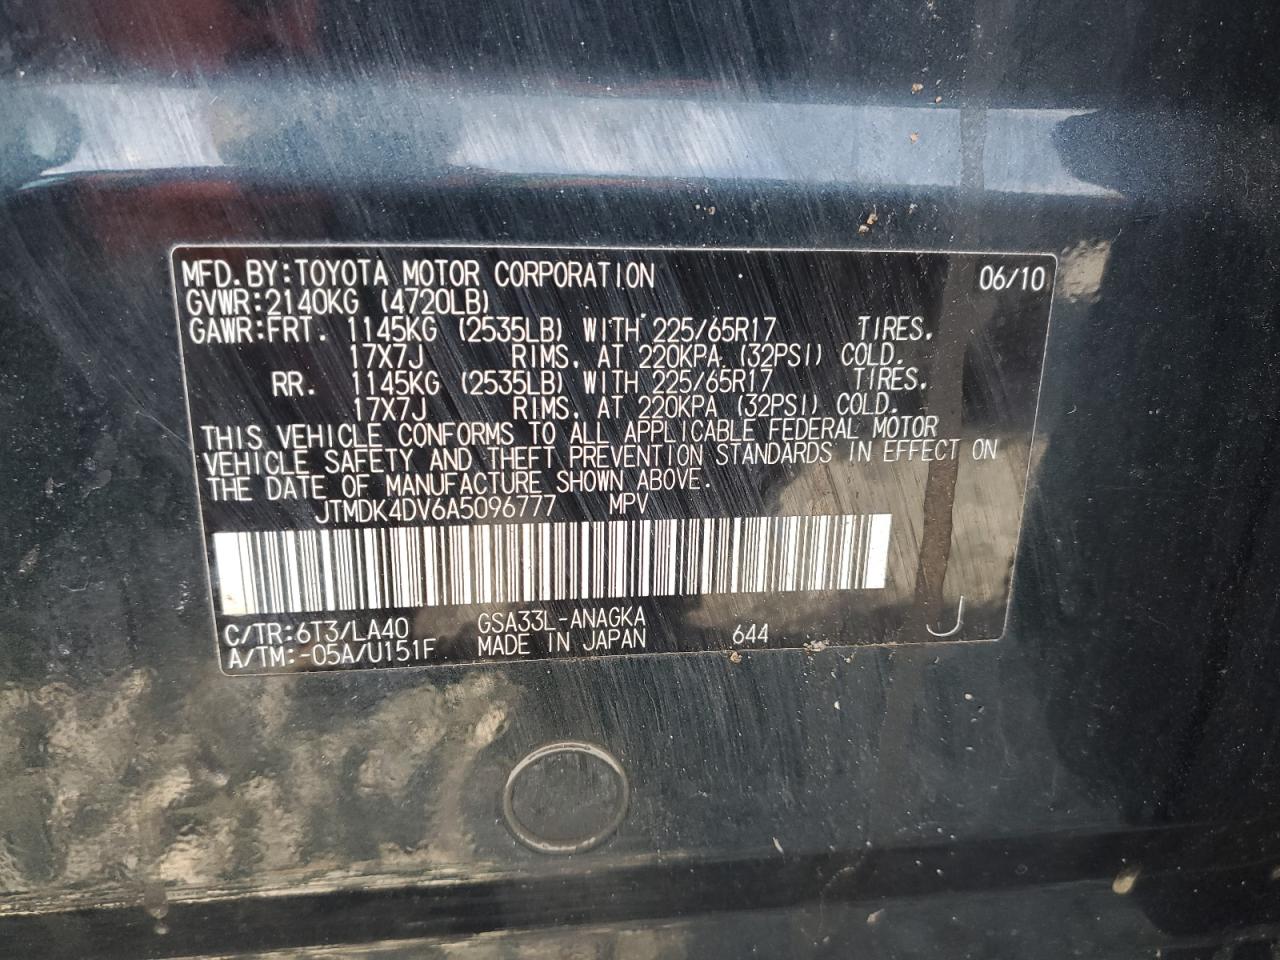 MFD.BY:TOYOTA MOTOR CORPORATION 06/10
GVWR:2140KG (4720LB)
GAWR:FRT. 1145KG (2535LB) WITH 225/65R17 TIRES.
17X7J RIMS. AT 220KPA (32PSI) COLD.
RR. 1145KG (2535LB) WITH 225/65R17 TIRES.
17X7J RIMS. AT 220KPA (32PSI) COLD.
THIS VEHICLE CONFORMS TO ALL APPLICABLE FEDERAL MOTOR
VEHICLE SAFETY AND THEFT PREVENTION STANDARDS IN EFFECT ON
THE DATE OF MANUFACTURE SHOWN ABOVE.
JTMDK4DV6A5096777 MPV
C/TR:6T3/LA40 GSA33L-ANAGKA
A/TM:-05A/U151F MADE IN JAPAN 644 J